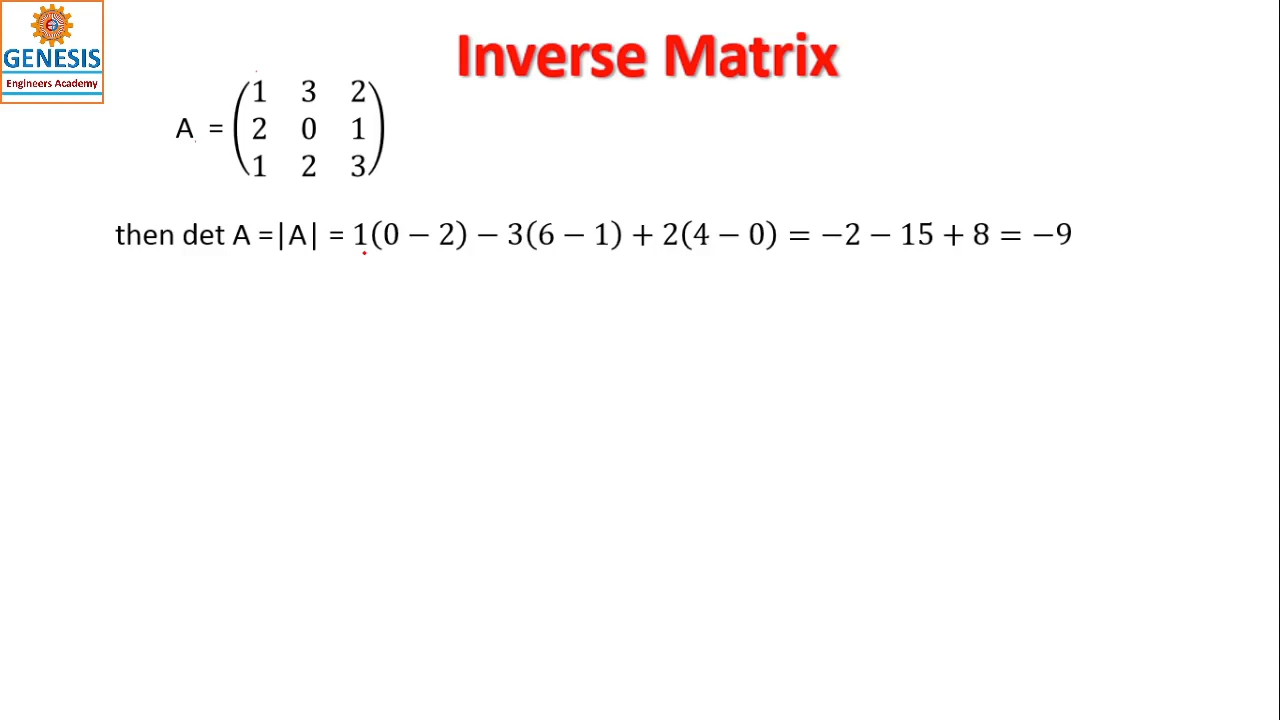 GENESIS
Engineers Academy
Inverse Matrix
A = (1 3 2
2 0 1
1 2 3)
then det A =|A| = 1(0 − 2) − 3(6 − 1) + 2(4 − 0) = −2 − 15 + 8 = −9